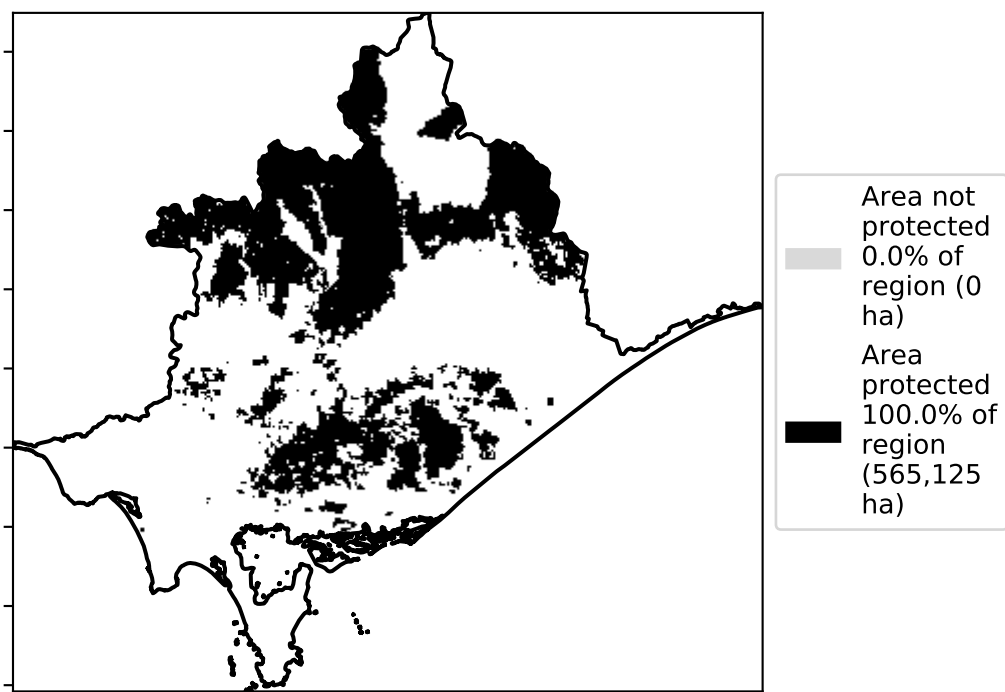 Area not
protected
0.0% of
region (0
ha)
Area
protected
100.0% of
region
(565,125
ha)